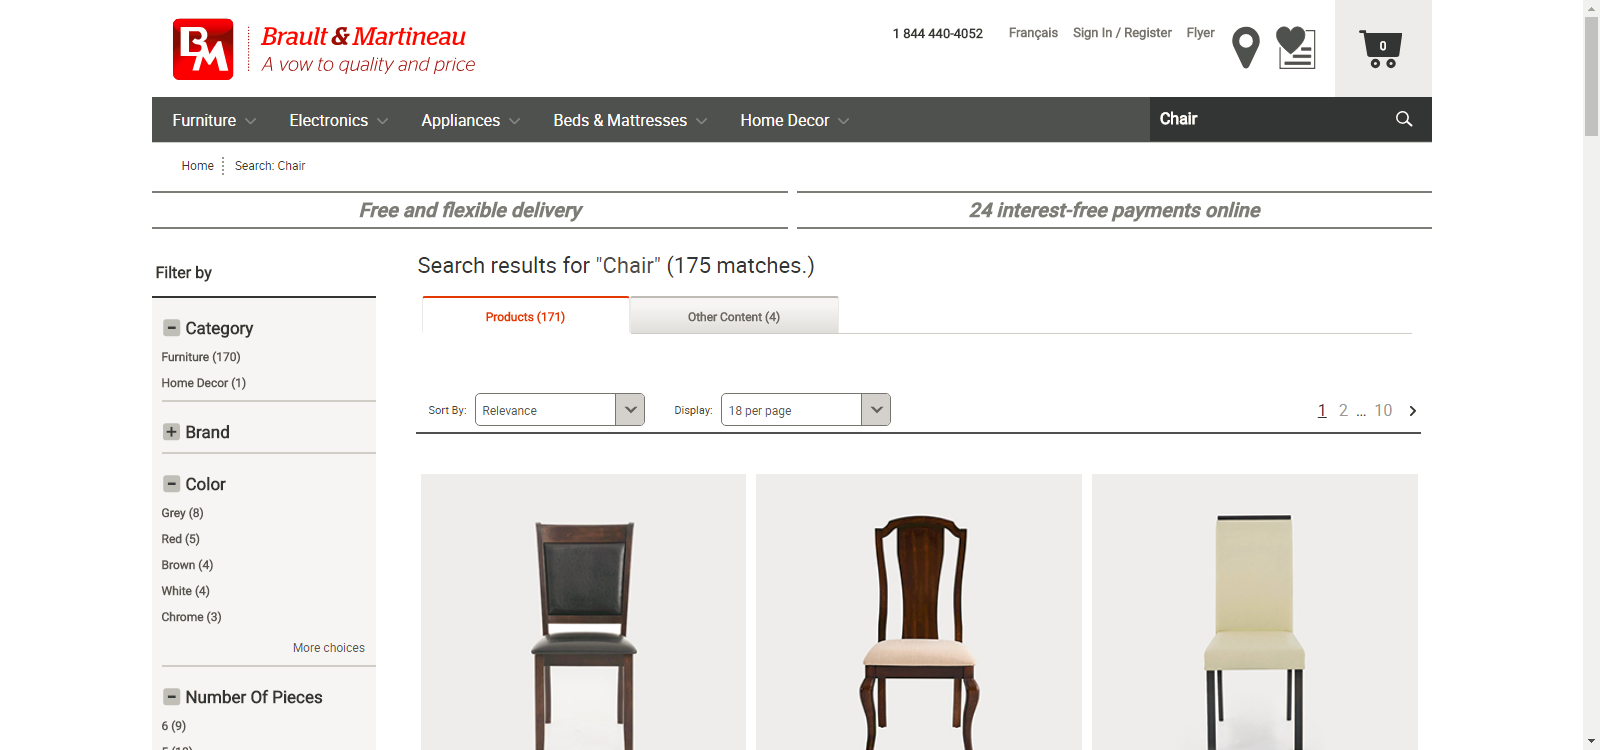 BM
Brault & Martineau
A vow to quality and price
1 844 440-4052
Français
Sign In / Register
Flyer
0
Furniture
Electronics
Appliances
Beds & Mattresses
Home Decor
Chair
Home
Search: Chair
Free and flexible delivery
24 interest-free payments online
Filter by
Category
Furniture (170)
Home Decor (1)
Brand
Color
Grey (8)
Red (5)
Brown (4)
White (4)
Chrome (3)
More choices
Number Of Pieces
6 (9)
Search results for "Chair" (175 matches.)
Products (171)
Other Content (4)
Sort By:
Relevance
Display:
18 per page
1 2 ... 10